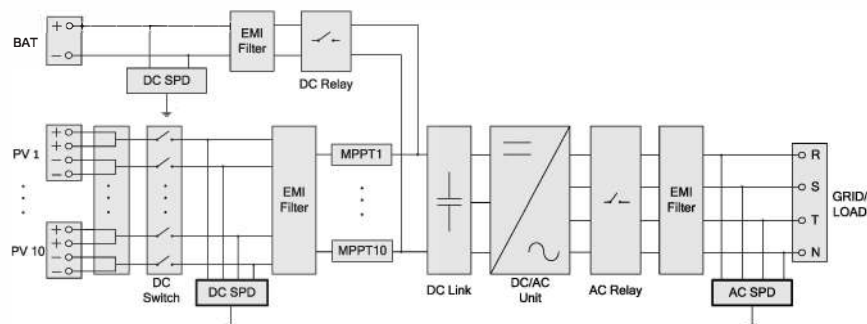 BAT
+
−
EMI
Filter
DC SPD
DC Relay
PV 1
+
+
−
−
PV 10
+
+
−
−
DC
Switch
DC SPD
EMI
Filter
MPPT1
MPPT10
DC Link
DC/AC
Unit
AC Relay
EMI
Filter
R
S
T
N
GRID/
LOAD
AC SPD